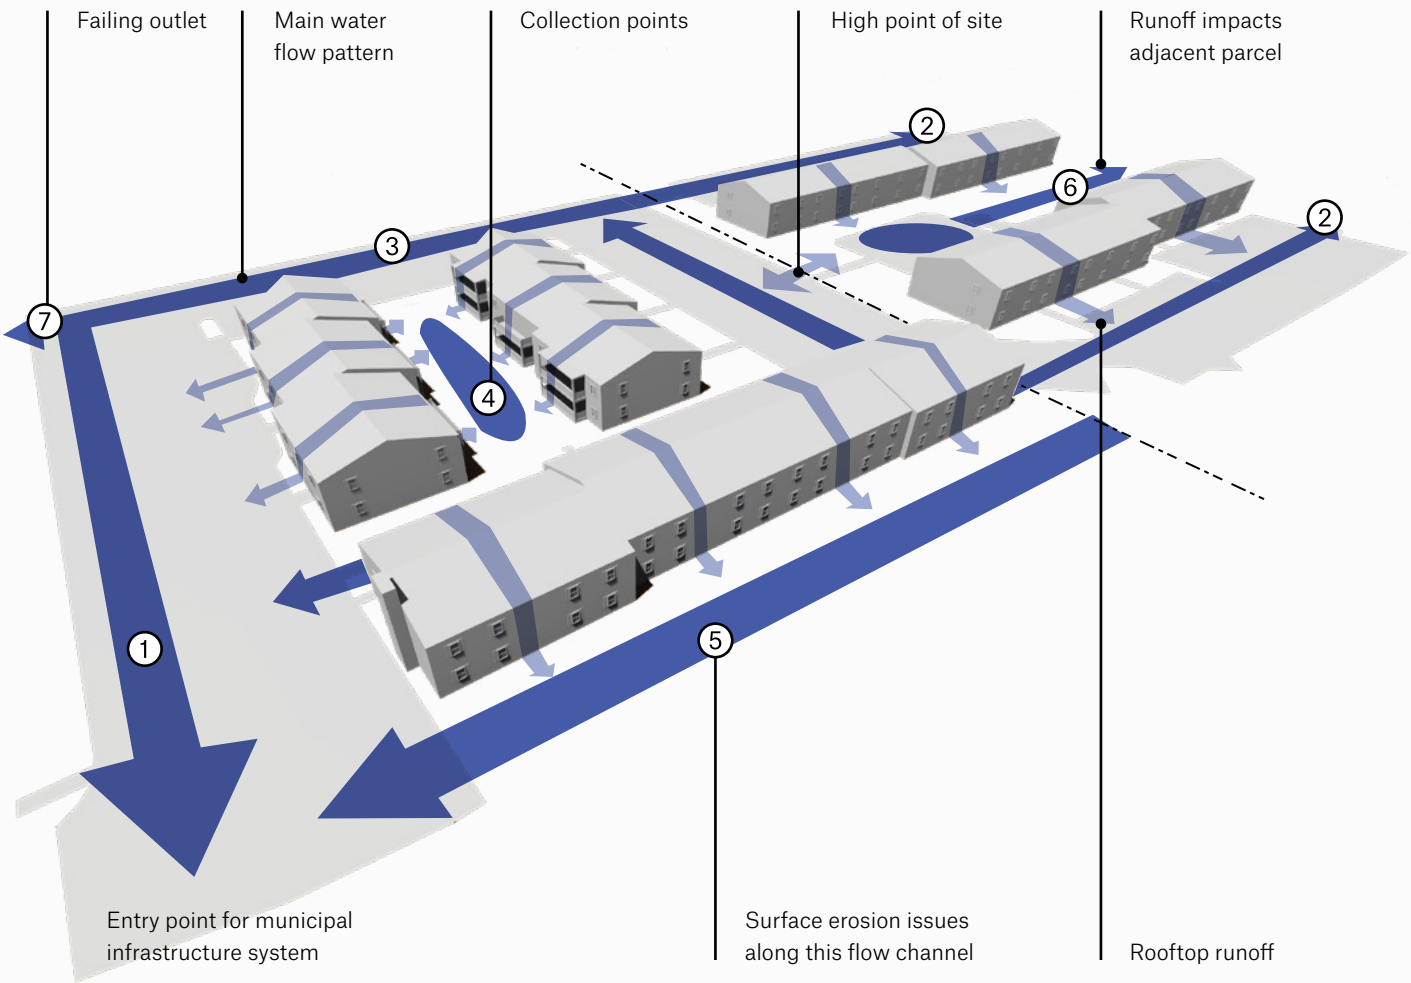 Failing outlet
Main water
flow pattern
Collection points
High point of site
Runoff impacts
adjacent parcel
2
6
2
3
7
4
5
1
Entry point for municipal
infrastructure system
Surface erosion issues
along this flow channel
Rooftop runoff